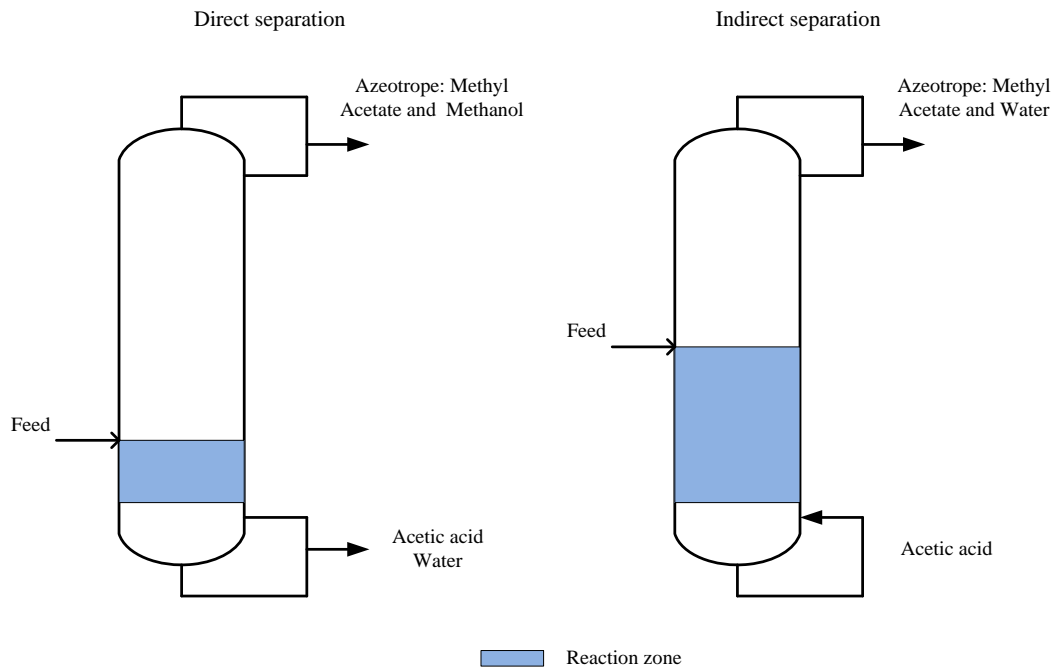 Direct separation
Indirect separation
Azeotrope: Methyl
Acetate and Methanol
Azeotrope: Methyl
Acetate and Water
Feed
Feed
Acetic acid
Water
Acetic acid
Reaction zone